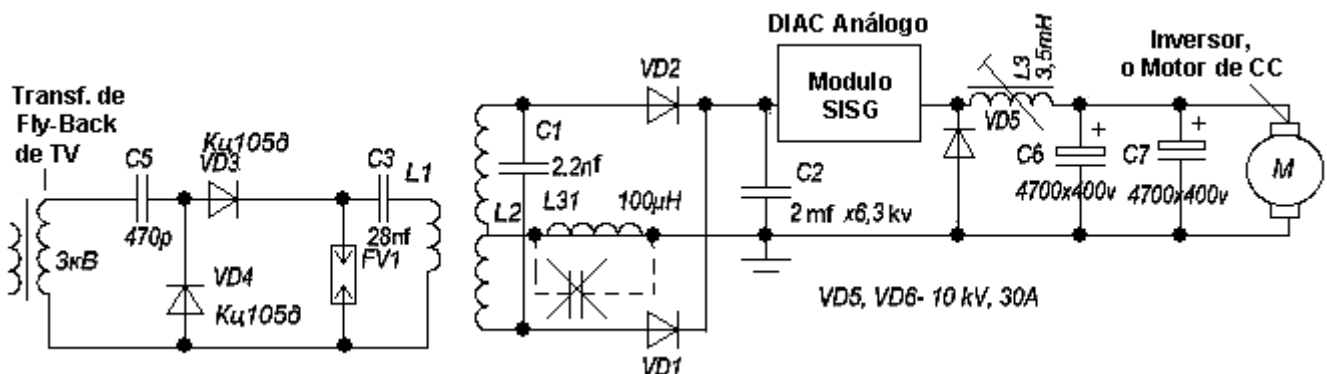 DIAC Análogo
Modulo
SISG
L3
3,5mH
Inversor,
o Motor de CC
VD2
VD5
Transf. de
Fly-Back
de TV
C5
Кц105д
VD3
C3
L1
C1
2.2nf
L31
100µH
L2
C2
2 mf x6,3 kv
C6
4700x400v
C7
4700x400v
M
470p
28nf
FV1
3кВ
VD4
Кц105д
VD5, VD6- 10 kV, 30A
VD1